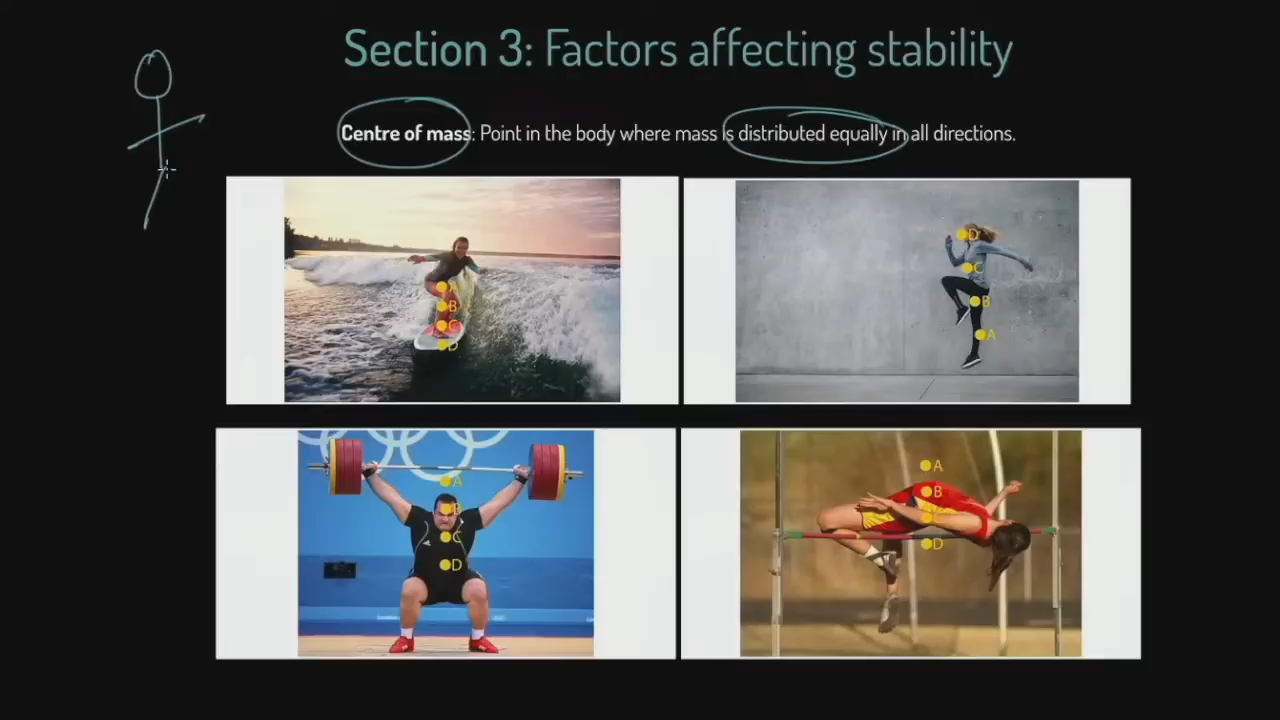 Section 3: Factors affecting stability
Centre of mass: Point in the body where mass is distributed equally in all directions.
A
B
C
D
D
C
B
A
A
B
C
D
A
B
D